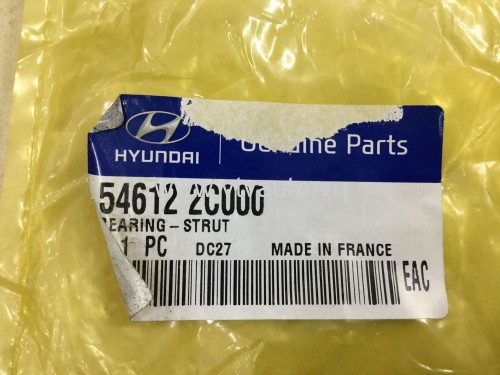 HYUNDAI
Genuine Parts
54612 2C000
BEARING-STRUT
1 PC DC27 MADE IN FRANCE
EAC